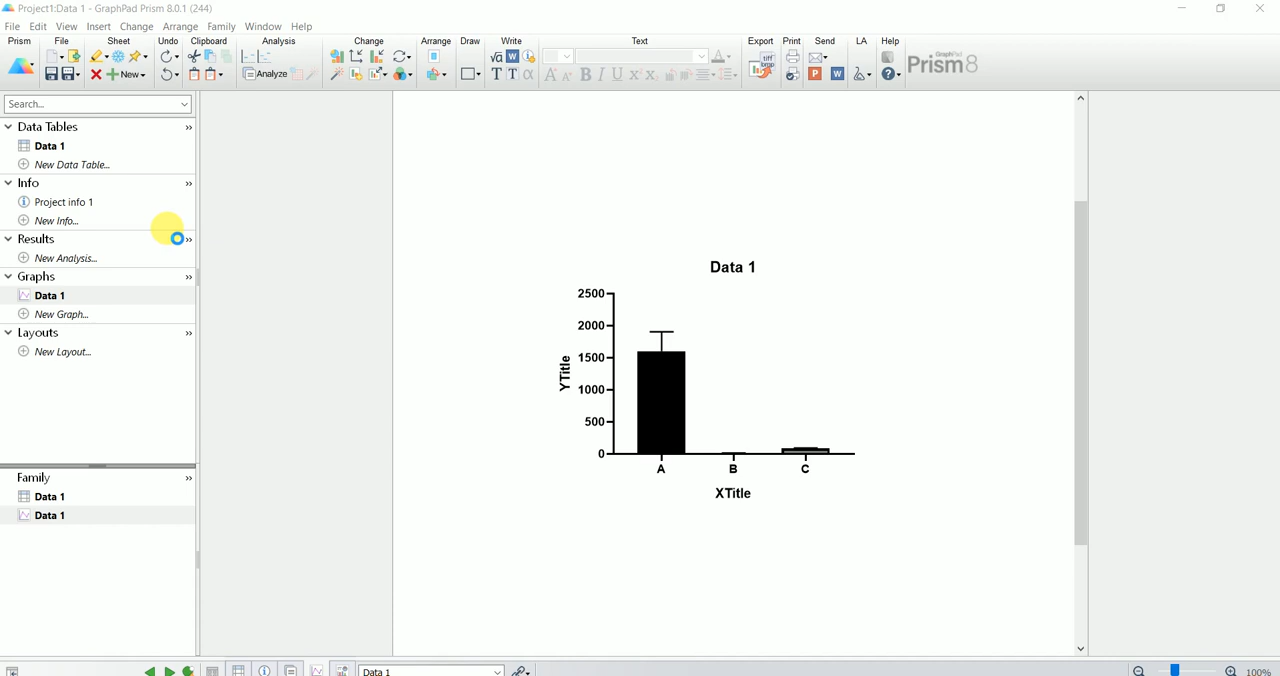 Project1:Data 1 - GraphPad Prism 8.0.1 (244)
File Edit View Insert Change Arrange Family Window Help
Prism File Sheet Undo Clipboard Analysis Change Arrange Draw Write Text Export Print Send LA Help
New
Analyze
GraphPad
Prism 8
Search...
Data Tables
Data 1
New Data Table...
Info
Project info 1
New Info...
Results
New Analysis...
Graphs
Data 1
New Graph...
Layouts
New Layout...
Family
Data 1
Data 1
Data 1
2500
2000
1500
1000
500
0
YTitle
A B C
XTitle
Data 1
100%